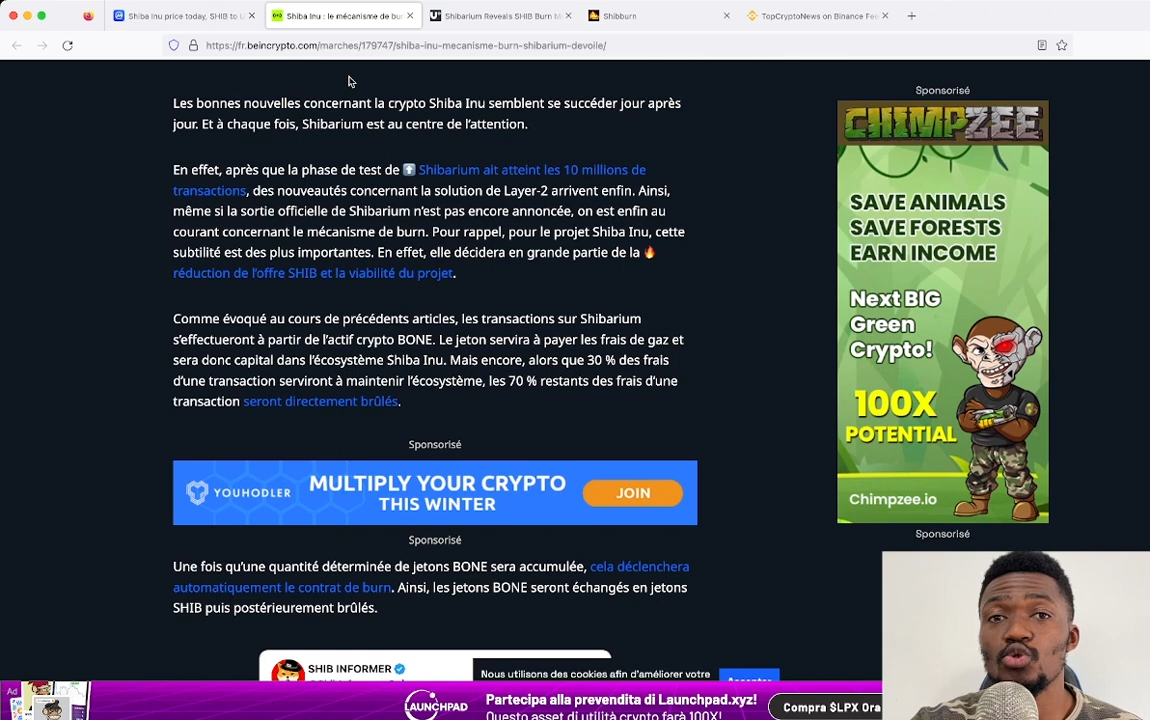 Shiba Inu price today, SHIB to U
Shiba Inu : le mécanisme de bur
Shibarium Reveals SHIB Burn M
Shibburn
TopCryptoNews on Binance Fee
https://fr.beincrypto.com/marches/179747/shiba-inu-mecanisme-burn-shibarium-devoile/
Les bonnes nouvelles concernant la crypto Shiba Inu semblent se succéder jour après
jour. Et à chaque fois, Shibarium est au centre de l'attention.
En effet, après que la phase de test de ⬆️ Shibarium ait atteint les 10 millions de
transactions, des nouveautés concernant la solution de Layer-2 arrivent enfin. Ainsi,
même si la sortie officielle de Shibarium n'est pas encore annoncée, on est enfin au
courant concernant le mécanisme de burn. Pour rappel, pour le projet Shiba Inu, cette
subtilité est des plus importantes. En effet, elle décidera en grande partie de la 🔥
réduction de l'offre SHIB et la viabilité du projet.
Comme évoqué au cours de précédents articles, les transactions sur Shibarium
s'effectueront à partir de l'actif crypto BONE. Le jeton servira à payer les frais de gaz et
sera donc capital dans l'écosystème Shiba Inu. Mais encore, alors que 30 % des frais
d'une transaction serviront à maintenir l'écosystème, les 70 % restants des frais d'une
transaction seront directement brûlés.
Sponsorisé
YOUHODLER
MULTIPLY YOUR CRYPTO
THIS WINTER
JOIN
Sponsorisé
Une fois qu'une quantité déterminée de jetons BONE sera accumulée, cela déclenchera
automatiquement le contrat de burn. Ainsi, les jetons BONE seront échangés en jetons
SHIB puis postérieurement brûlés.
SHIB INFORMER
Nous utilisons des cookies afin d'améliorer votre
Accepter
Sponsorisé
CHIMPZEE
SAVE ANIMALS
SAVE FORESTS
EARN INCOME
Next BIG
Green
Crypto!
100X
POTENTIAL
Chimpzee.io
Sponsorisé
Ad
LAUNCHPAD
Partecipa alla prevendita di Launchpad.xyz!
Questo asset di utilità crypto farà 100X!
Compra $LPX Ora